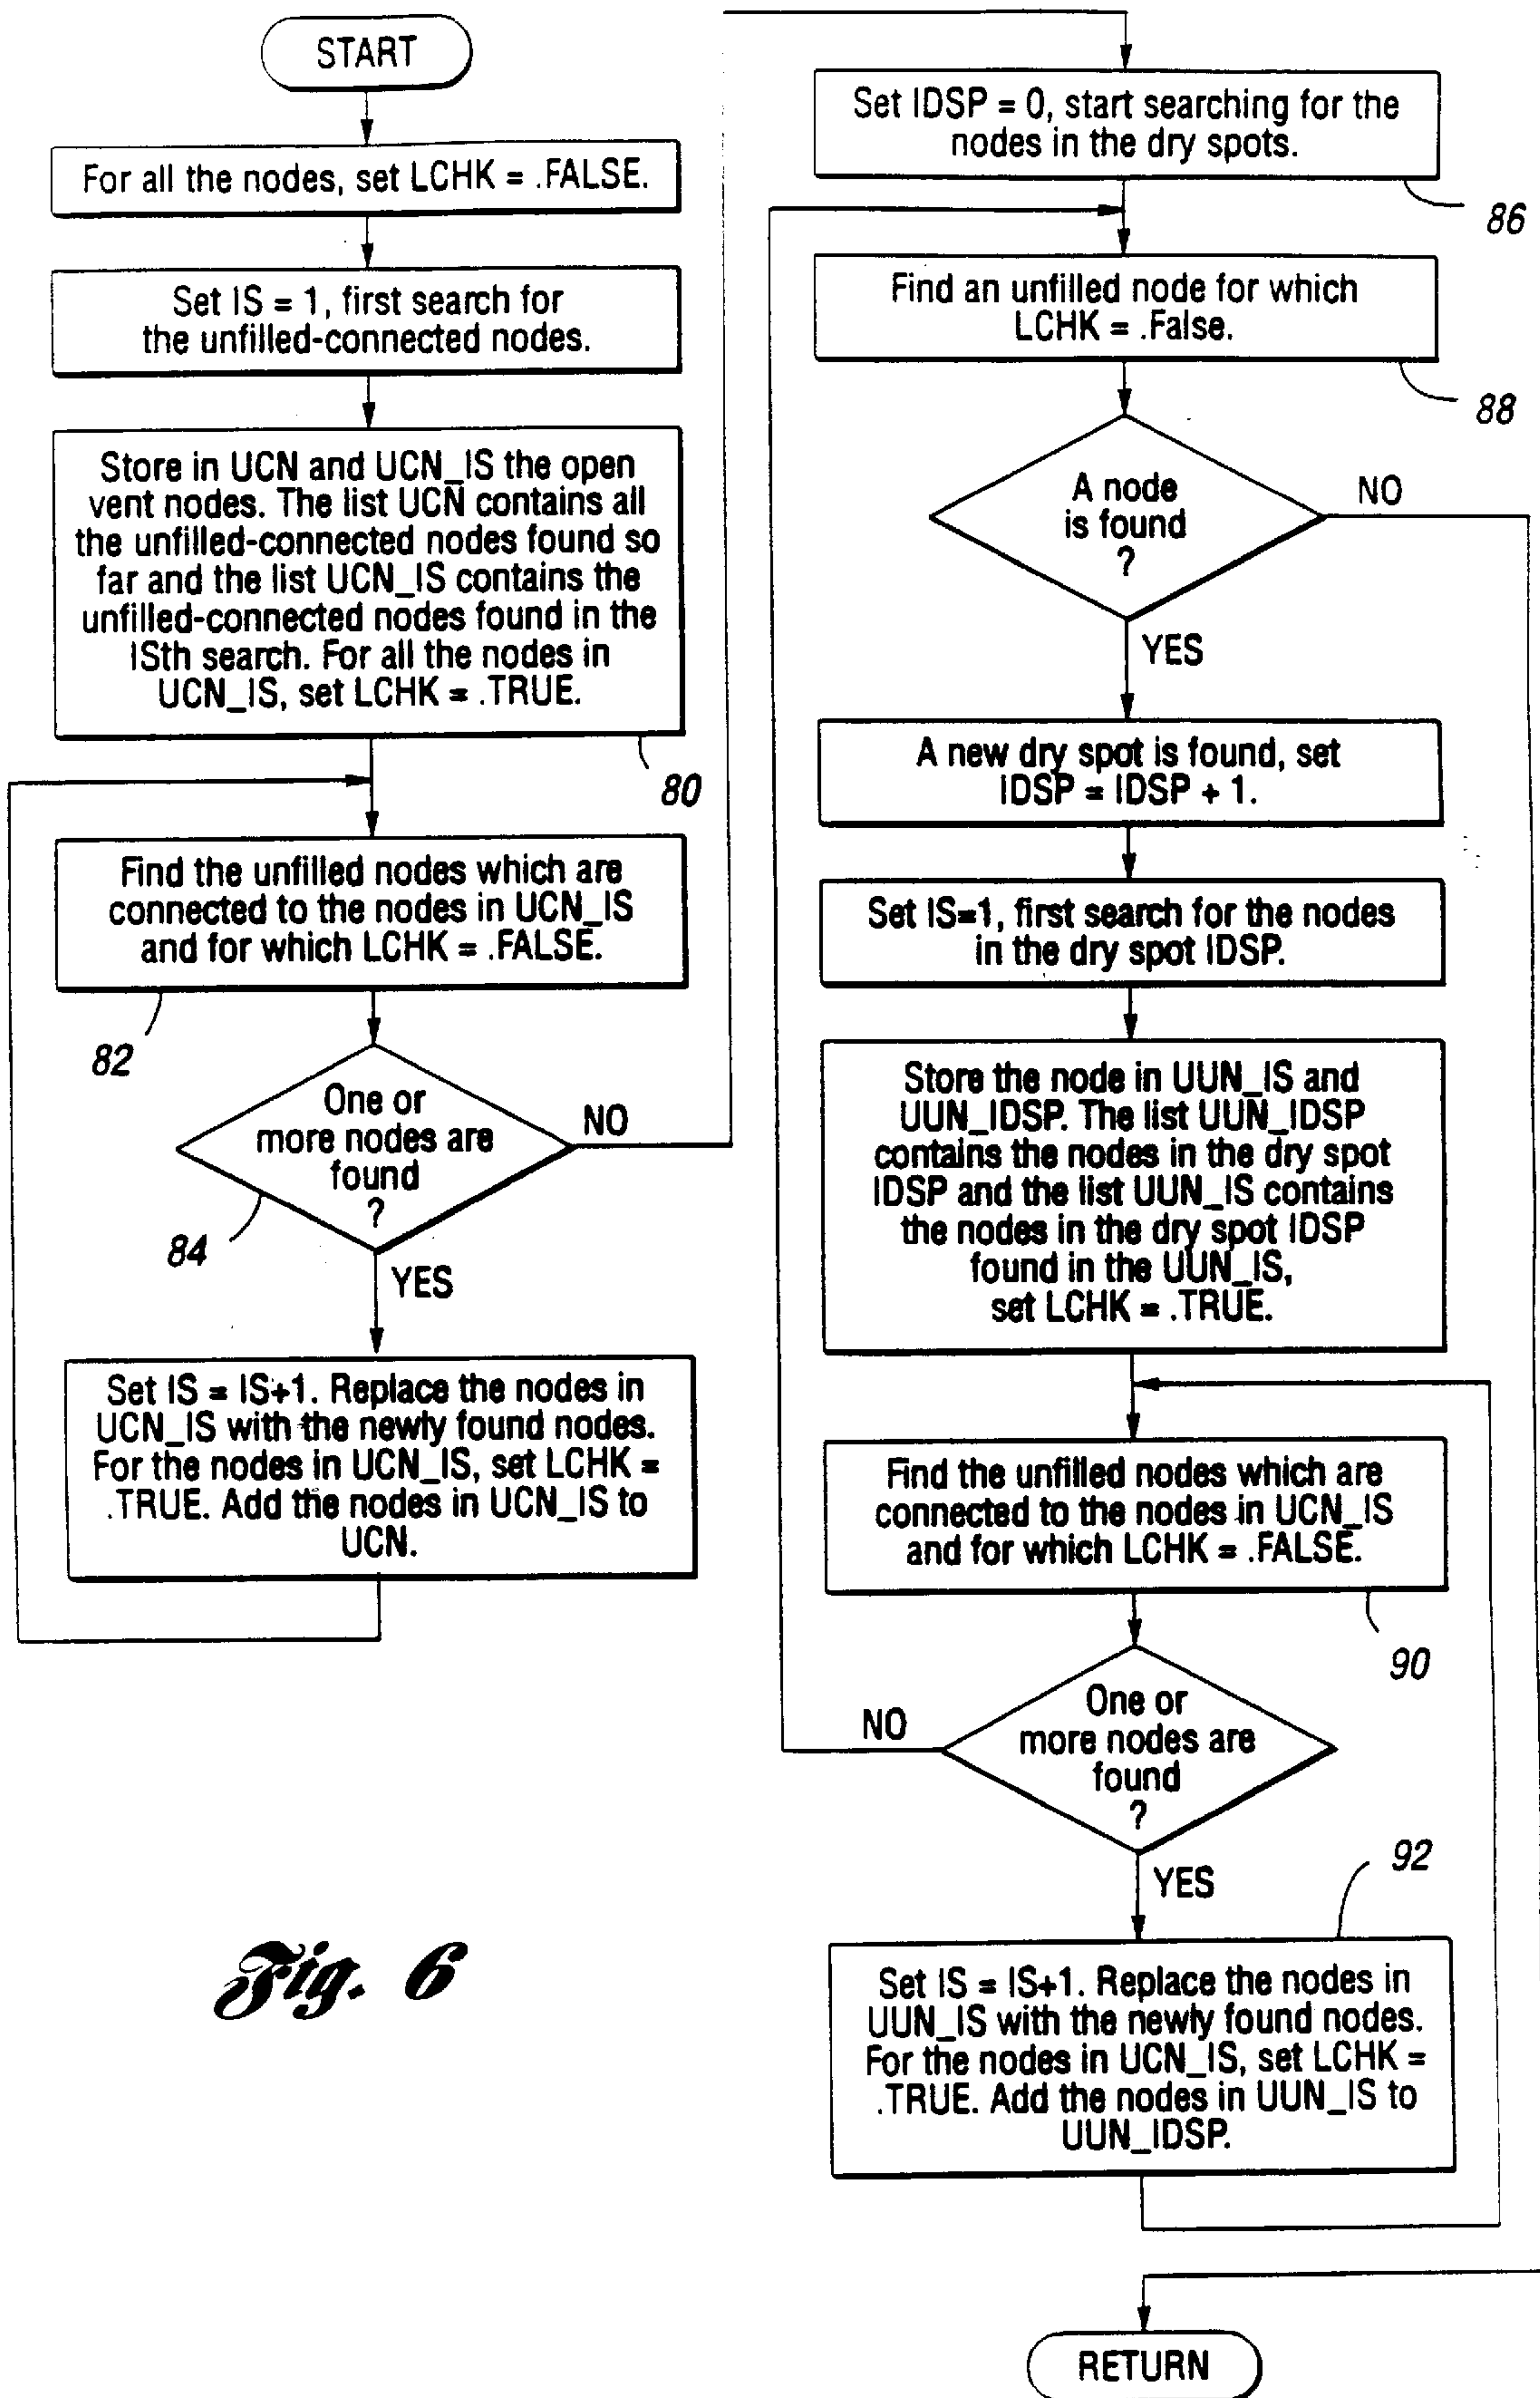 START
For all the nodes, set LCHK = .FALSE.
Set IS = 1, first search for
the unfilled-connected nodes.
Store in UCN and UCN_IS the open
vent nodes. The list UCN contains all
the unfilled-connected nodes found so
far and the list UCN_IS contains the
unfilled-connected nodes found in the
ISth search. For all the nodes in
UCN_IS, set LCHK = .TRUE.
80
Find the unfilled nodes which are
connected to the nodes in UCN_IS
and for which LCHK = .FALSE.
82
One or
more nodes are
found
?
NO
84
YES
Set IS = IS+1. Replace the nodes in
UCN_IS with the newly found nodes.
For the nodes in UCN_IS, set LCHK =
.TRUE. Add the nodes in UCN_IS to
UCN.
Set IDSP = 0, start searching for the
nodes in the dry spots.
86
Find an unfilled node for which
LCHK = .False.
88
A node
is found
?
NO
YES
A new dry spot is found, set
IDSP = IDSP + 1.
Set IS=1, first search for the nodes
in the dry spot IDSP.
Store the node in UUN_IS and
UUN_IDSP. The list UUN_IDSP
contains the nodes in the dry spot
IDSP and the list UUN_IS contains
the nodes in the dry spot IDSP
found in the UUN_IS,
set LCHK = .TRUE.
Find the unfilled nodes which are
connected to the nodes in UCN_IS
and for which LCHK = .FALSE.
90
One or
more nodes are
found
?
NO
YES
92
Set IS = IS+1. Replace the nodes in
UUN_IS with the newly found nodes.
For the nodes in UCN_IS, set LCHK =
.TRUE. Add the nodes in UUN_IS to
UUN_IDSP.
RETURN
Fig. 6